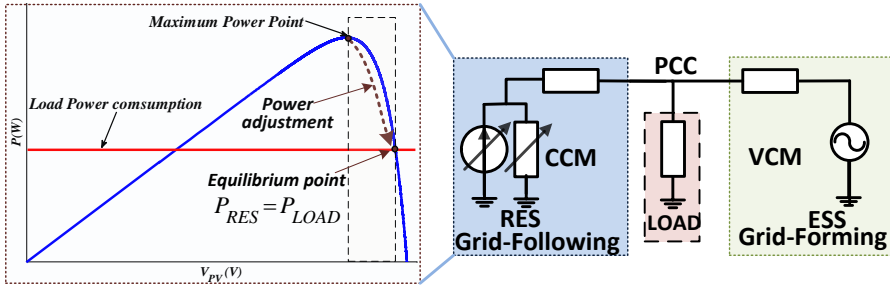 Maximum Power Point
Load Power comsumption
Power
adjustment
Equilibrium point
P_RES = P_LOAD
P(W)
V_PV(V)
PCC
CCM
RES
Grid-Following
LOAD
VCM
ESS
Grid-Forming